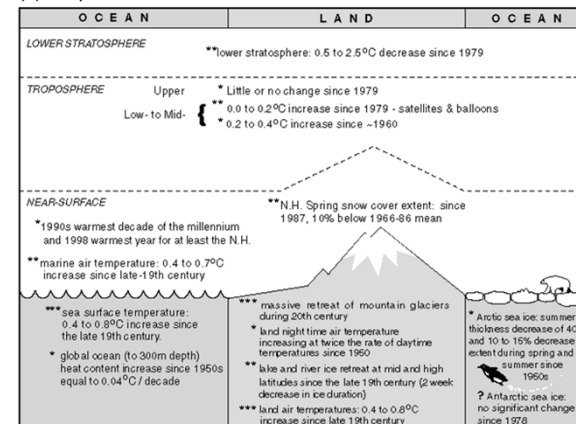 OCEAN
LAND
OCEAN
LOWER STRATOSPHERE
**lower stratosphere: 0.5 to 2.5°C decrease since 1979
TROPOSPHERE
Upper
* Little or no change since 1979
Low- to Mid-
** 0.0 to 0.2°C increase since 1979 - satellites & balloons
* 0.2 to 0.4°C increase since ~1960
NEAR-SURFACE
*1990s warmest decade of the millennium
and 1998 warmest year for at least the N.H.
**marine air temperature: 0.4 to 0.7°C
increase since late-19th century
**N.H. Spring snow cover extent: since
1987, 10% below 1966-86 mean
*** sea surface temperature:
0.4 to 0.8°C increase since
the late 19th century.
* global ocean (to 300m depth)
heat content increase since 1950s
equal to 0.04°C / decade
*** massive retreat of mountain glaciers
during 20th century
* land night time air temperature
increasing at twice the rate of daytime
temperatures since 1950
** lake and river ice retreat at mid and high
latitudes since the late 19th century (2 week
decrease in ice duration)
*** land air temperatures: 0.4 to 0.8°C
increase since late 19th century
* Arctic sea ice: summer
thickness decrease of 40
and 10 to 15% decrease
extent during spring and
summer since
1950s
? Antarctic sea ice:
no significant change
since 1978